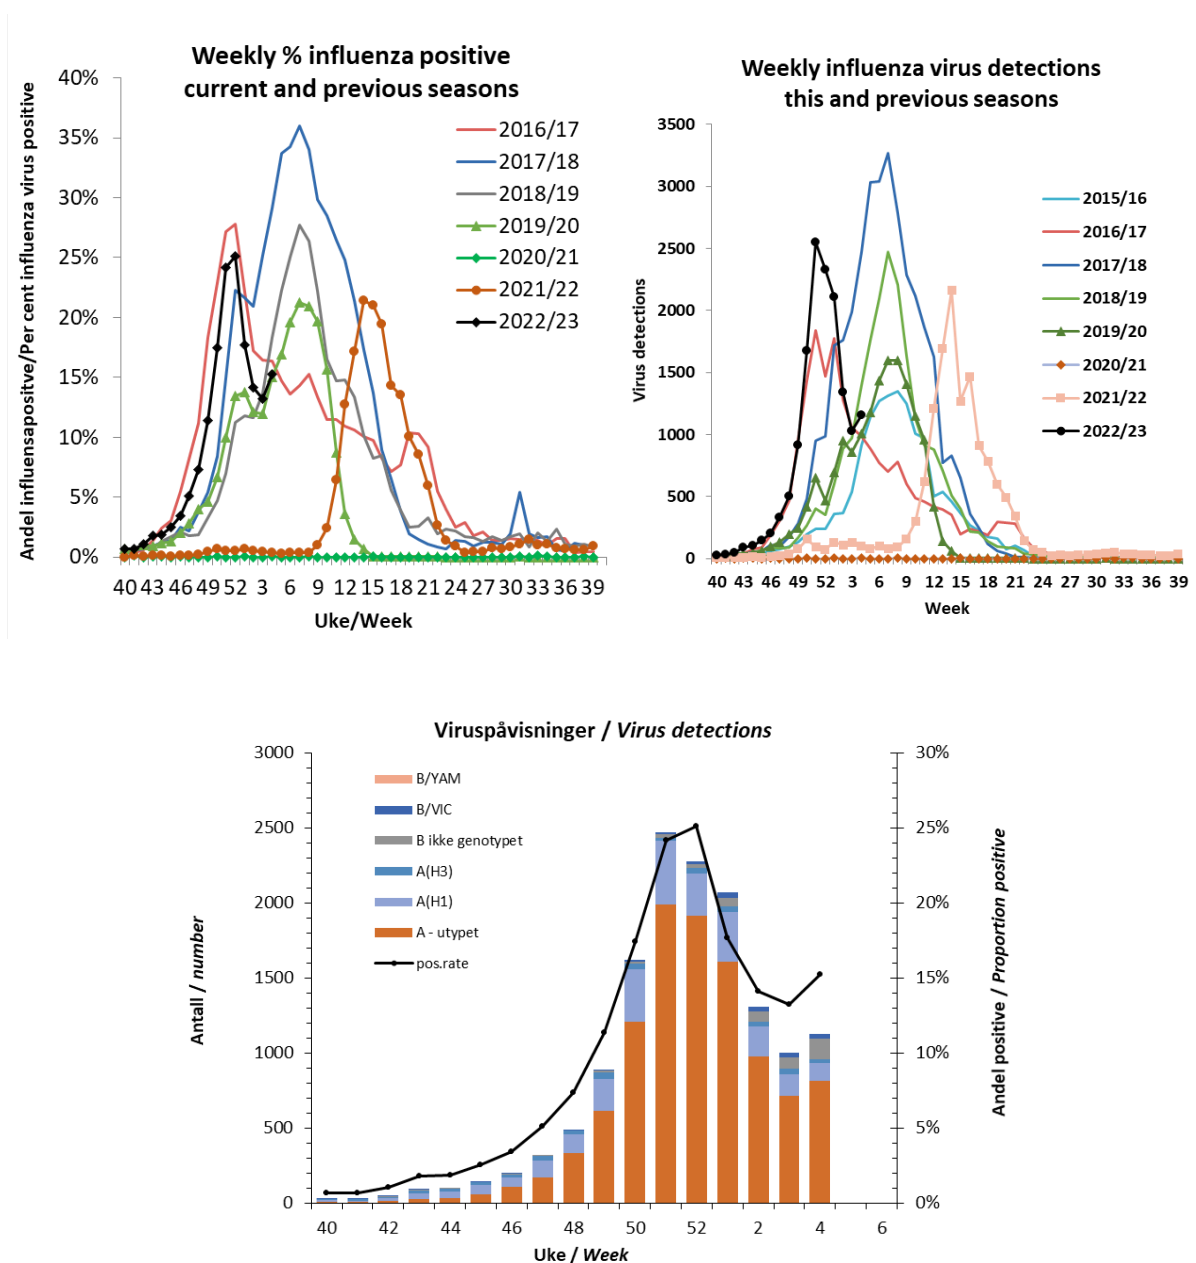 Weekly % influenza positive
current and previous seasons
Andel influensapositve/Per cent influenza virus positive
40%
35%
30%
25%
20%
15%
10%
5%
0%
2016/17
2017/18
2018/19
2019/20
2020/21
2021/22
2022/23
40 43 46 49 52 3 6 9 12 15 18 21 24 27 30 33 36 39
Uke/Week
Weekly influenza virus detections
this and previous seasons
Virus detections
3500
3000
2500
2000
1500
1000
500
0
2015/16
2016/17
2017/18
2018/19
2019/20
2020/21
2021/22
2022/23
40 43 46 49 52 3 6 9 12 15 18 21 24 27 30 33 36 39
Week
Viruspåvisninger / Virus detections
Antall / number
3000
2500
2000
1500
1000
500
0
B/YAM
B/VIC
B ikke genotypet
A(H3)
A(H1)
A - utypet
pos.rate
30%
25%
20%
15%
10%
5%
0%
Andel positive / Proportion positive
40 42 44 46 48 50 52 2 4 6
Uke / Week